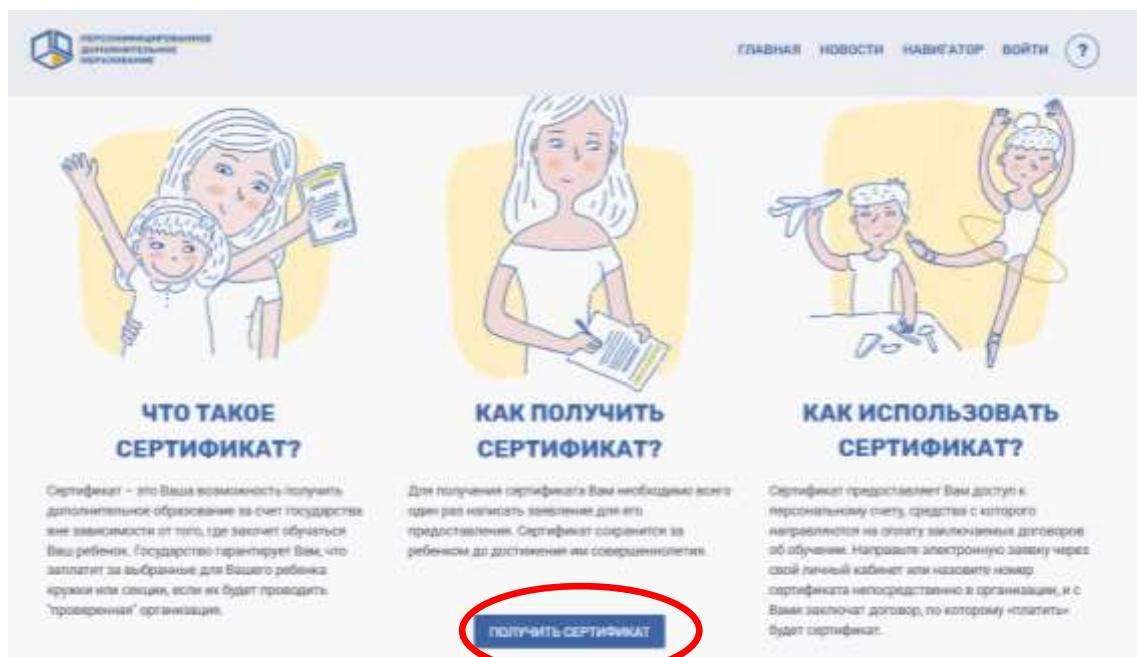 ПЕРСОНИФИЦИРОВАННОЕ
ДОПОЛНИТЕЛЬНОЕ
ОБРАЗОВАНИЕ
ГЛАВНАЯ НОВОСТИ НАВИГАТОР ВОЙТИ ?
ЧТО ТАКОЕ
СЕРТИФИКАТ?
Сертификат – это Ваша возможность получить
дополнительное образование за счет государства
вне зависимости от того, где захочет обучаться
Ваш ребенок. Государство гарантирует Вам, что
заплатит за выбранные для Вашего ребенка
кружки или секции, если их будет проводить
"проверенная" организация.
КАК ПОЛУЧИТЬ
СЕРТИФИКАТ?
Для получения сертификата Вам необходимо всего
один раз написать заявление для его
предоставления. Сертификат сохранится за
ребенком до достижения им совершеннолетия.
ПОЛУЧИТЬ СЕРТИФИКАТ
КАК ИСПОЛЬЗОВАТЬ
СЕРТИФИКАТ?
Сертификат предоставляет Вам доступ к
персональному счету, средства с которого
направляются на оплату заключаемых договоров
об обучении. Направьте электронную заявку через
свой личный кабинет или назовите номер
сертификата непосредственно в организации, и с
Вами заключат договор, по которому «платить»
будет сертификат.